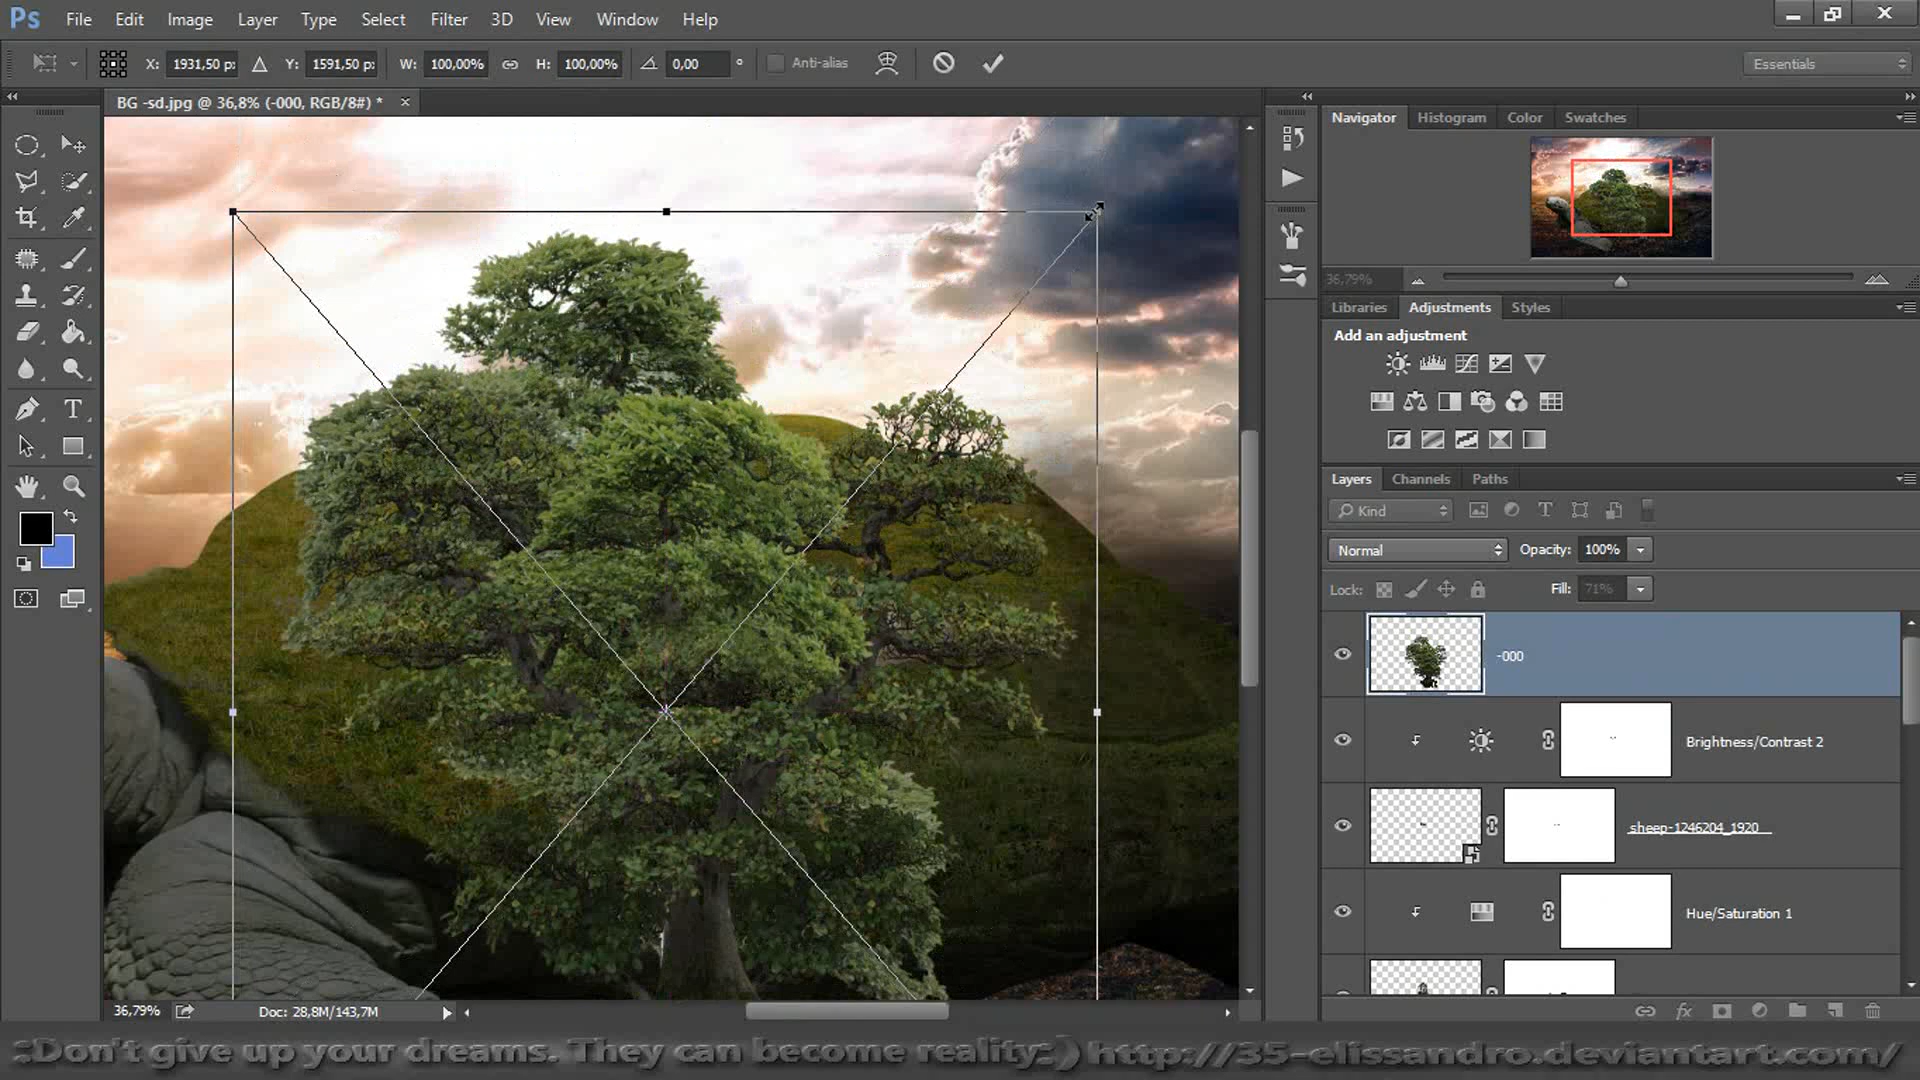 Ps File Edit Image Layer Type Select Filter 3D View Window Help
X: 1931,50 p: Y: 1591,50 p: W: 100,00% H: 100,00% 0,00 ° Anti-alias Essentials
BG -sd.jpg @ 36,8% (-000, RGB/8#) * ×
Navigator Histogram Color Swatches
36,79%
Libraries Adjustments Styles
Add an adjustment
Layers Channels Paths
Kind
Normal Opacity: 100%
Lock: Fill: 71%
-000
Brightness/Contrast 2
sheep-1246204_1920
Hue/Saturation 1
36,79% Doc: 28,8M/143,7M
fx
:;Don't give up your dreams. They can become reality:;) http://35-elissandro.deviantart.com/